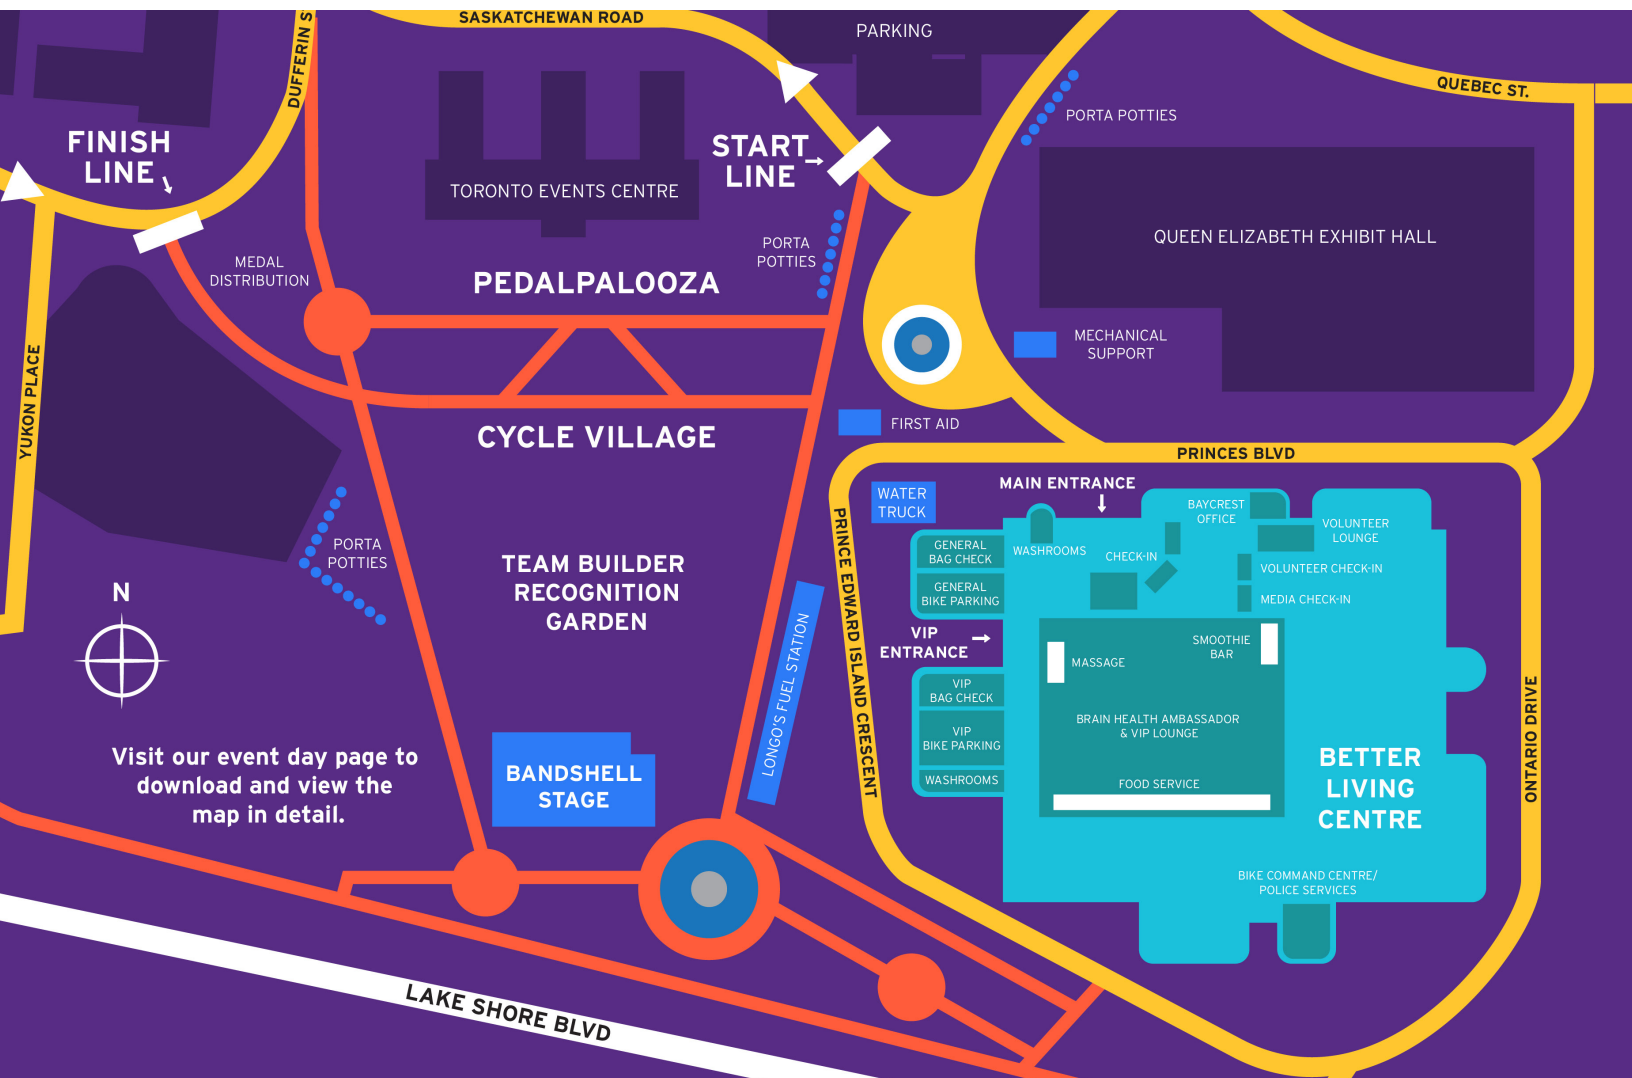 SASKATCHEWAN ROAD
PARKING
DUFFERIN S
QUEBEC ST.
PORTA POTTIES
FINISH
LINE
START
LINE
TORONTO EVENTS CENTRE
QUEEN ELIZABETH EXHIBIT HALL
PORTA
POTTIES
MEDAL
DISTRIBUTION
PEDALPALOOZA
MECHANICAL
SUPPORT
YUKON PLACE
FIRST AID
CYCLE VILLAGE
PRINCES BLVD
MAIN ENTRANCE
WATER
TRUCK
BAYCREST
OFFICE
VOLUNTEER
LOUNGE
PORTA
POTTIES
GENERAL
BAG CHECK
WASHROOMS
CHECK-IN
VOLUNTEER CHECK-IN
TEAM BUILDER
RECOGNITION
GARDEN
GENERAL
BIKE PARKING
MEDIA CHECK-IN
N
PRINCE EDWARD ISLAND CRESCENT
VIP
ENTRANCE
SMOOTHIE
BAR
MASSAGE
LONGO'S FUEL STATION
VIP
BAG CHECK
BRAIN HEALTH AMBASSADOR
& VIP LOUNGE
VIP
BIKE PARKING
ONTARIO DRIVE
Visit our event day page to
download and view the
map in detail.
BANDSHELL
STAGE
WASHROOMS
FOOD SERVICE
BETTER
LIVING
CENTRE
BIKE COMMAND CENTRE/
POLICE SERVICES
LAKE SHORE BLVD